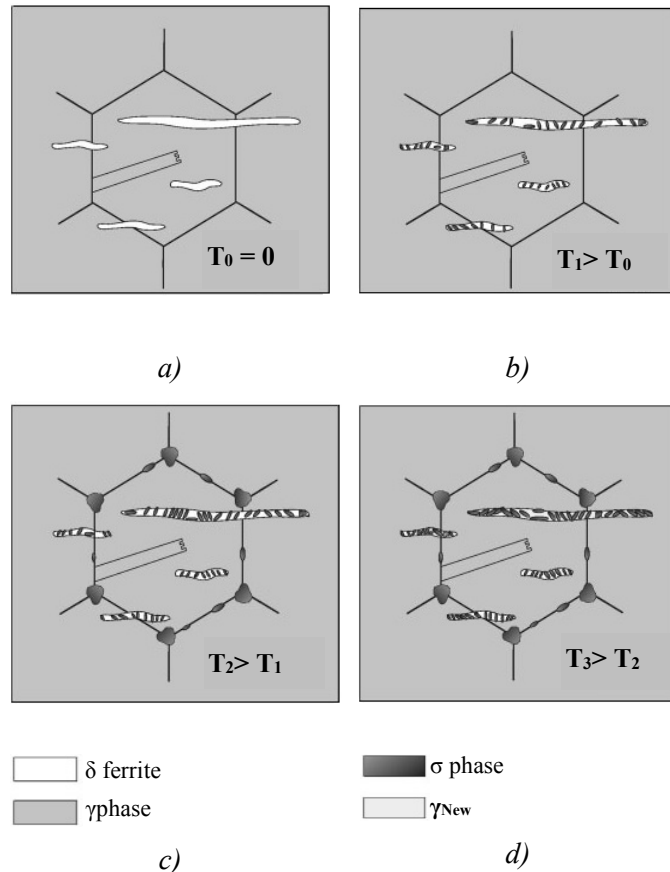 T₀ = 0
T₁> T₀
a)
b)
T₂> T₁
T₃> T₂
δ ferrite
σ phase
γphase
γNew
c)
d)